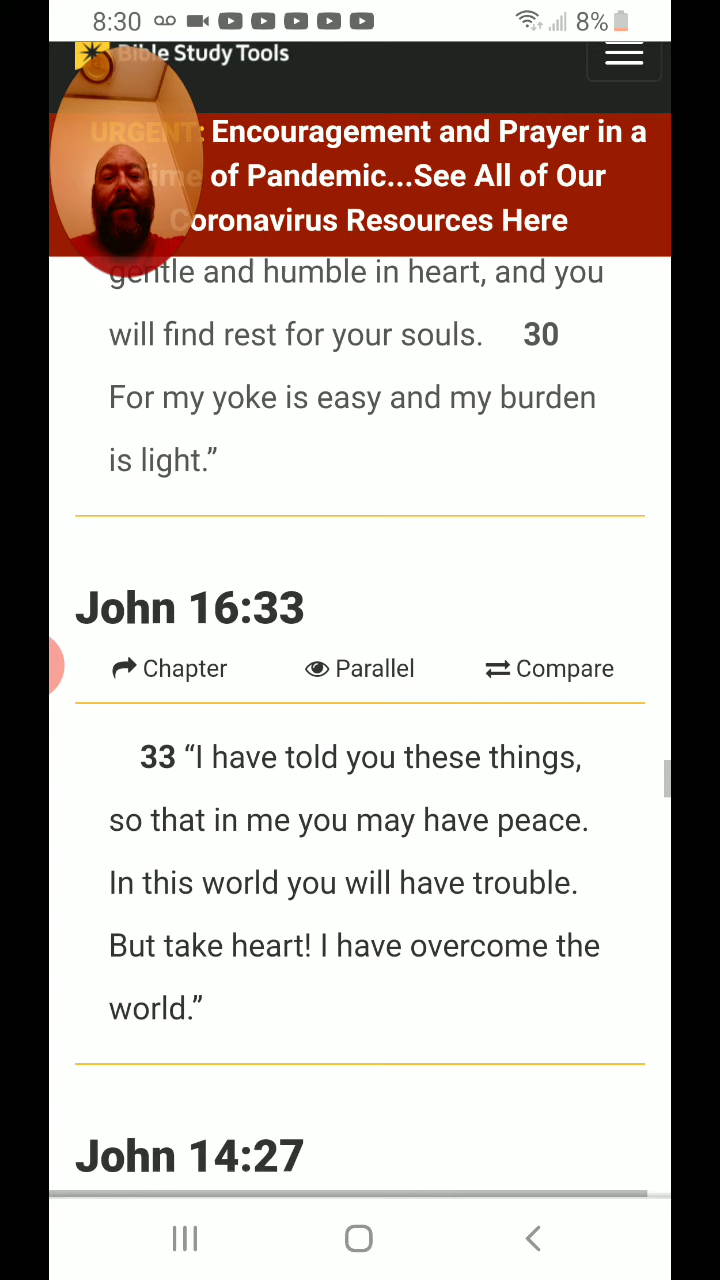 8:30 8%
Bible Study Tools
URGENT: Encouragement and Prayer in a
Time of Pandemic...See All of Our
Coronavirus Resources Here
gentle and humble in heart, and you
will find rest for your souls. 30
For my yoke is easy and my burden
is light.”
John 16:33
Chapter Parallel Compare
33 “I have told you these things,
so that in me you may have peace.
In this world you will have trouble.
But take heart! I have overcome the
world.”
John 14:27